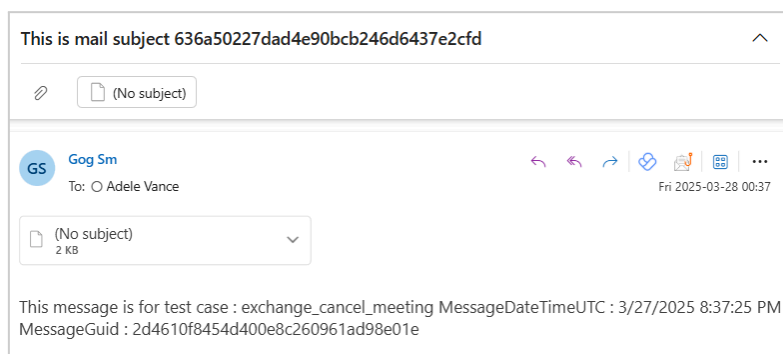 This is mail subject 636a50227dad4e90bcb246d6437e2cfd
(No subject)
GS
Gog Sm
To: Adele Vance
Fri 2025-03-28 00:37
(No subject)
2 KB
This message is for test case : exchange_cancel_meeting MessageDateTimeUTC : 3/27/2025 8:37:25 PM
MessageGuid : 2d4610f8454d400e8c260961ad98e01e